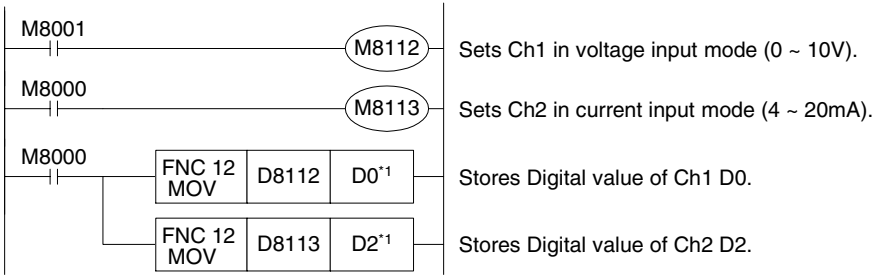 M8001
M8112 Sets Ch1 in voltage input mode (0 ~ 10V).
M8000
M8113 Sets Ch2 in current input mode (4 ~ 20mA).
M8000
FNC 12 MOV D8112 D0*1 Stores Digital value of Ch1 D0.
FNC 12 MOV D8113 D2*1 Stores Digital value of Ch2 D2.